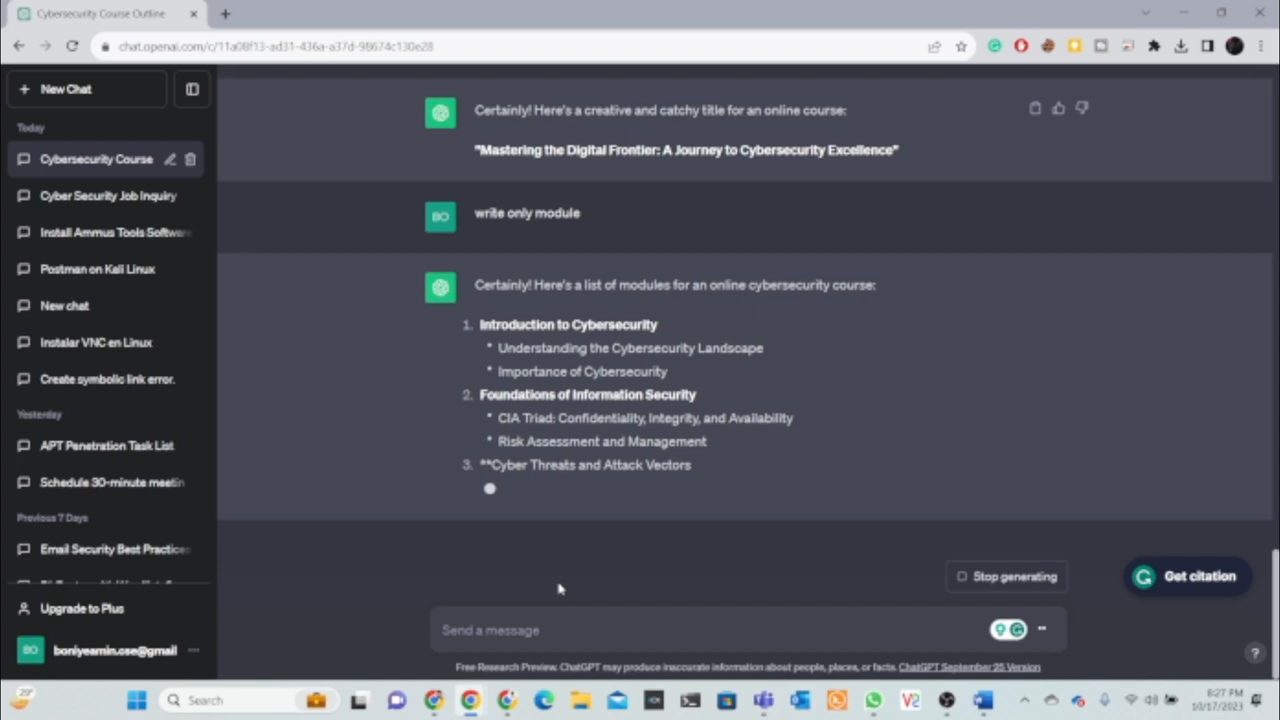 Cybersecurity Course Outline
chat.openai.com/c/11a08f13-ad31-436a-a37d-98674c130e28
New Chat
Today
Cybersecurity Course
Cyber Security Job Inquiry
Install Ammus Tools Softwar
Postman on Kali Linux
New chat
Instalar VNC en Linux
Create symbolic link error.
Yesterday
APT Penetration Task List
Schedule 30-minute meetin
Previous 7 Days
Email Security Best Practices
Upgrade to Plus
BO boniyeamin.cse@gmail
Certainly! Here's a creative and catchy title for an online course:
"Mastering the Digital Frontier: A Journey to Cybersecurity Excellence"
BO write only module
Certainly! Here's a list of modules for an online cybersecurity course:
1. Introduction to Cybersecurity
* Understanding the Cybersecurity Landscape
* Importance of Cybersecurity
2. Foundations of Information Security
* CIA Triad: Confidentiality, Integrity, and Availability
* Risk Assessment and Management
3. **Cyber Threats and Attack Vectors
Stop generating
Get citation
Send a message
Free Research Preview. ChatGPT may produce inaccurate information about people, places, or facts. ChatGPT September 25 Version
?
29°
Search
V2
8:27 PM
10/17/2023